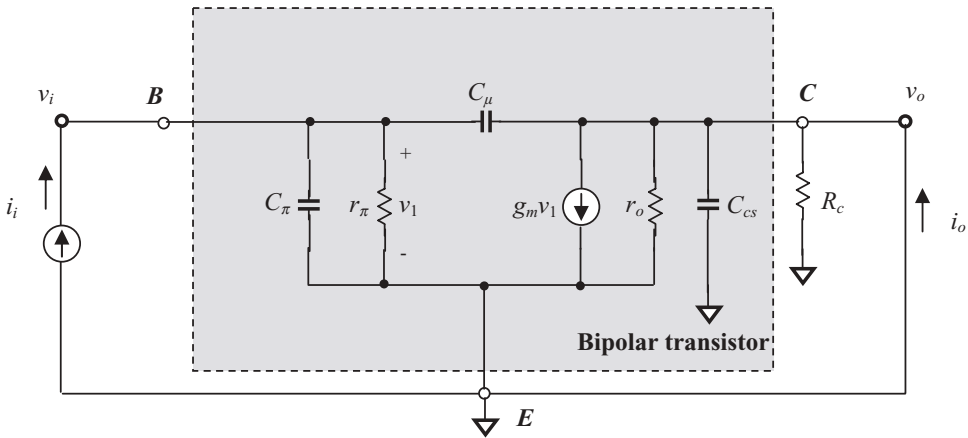 v_i
B
C_μ
C
v_o
+
i_i
C_π
r_π
v_1
g_m v_1
r_o
C_cs
R_c
i_o
-
Bipolar transistor
E